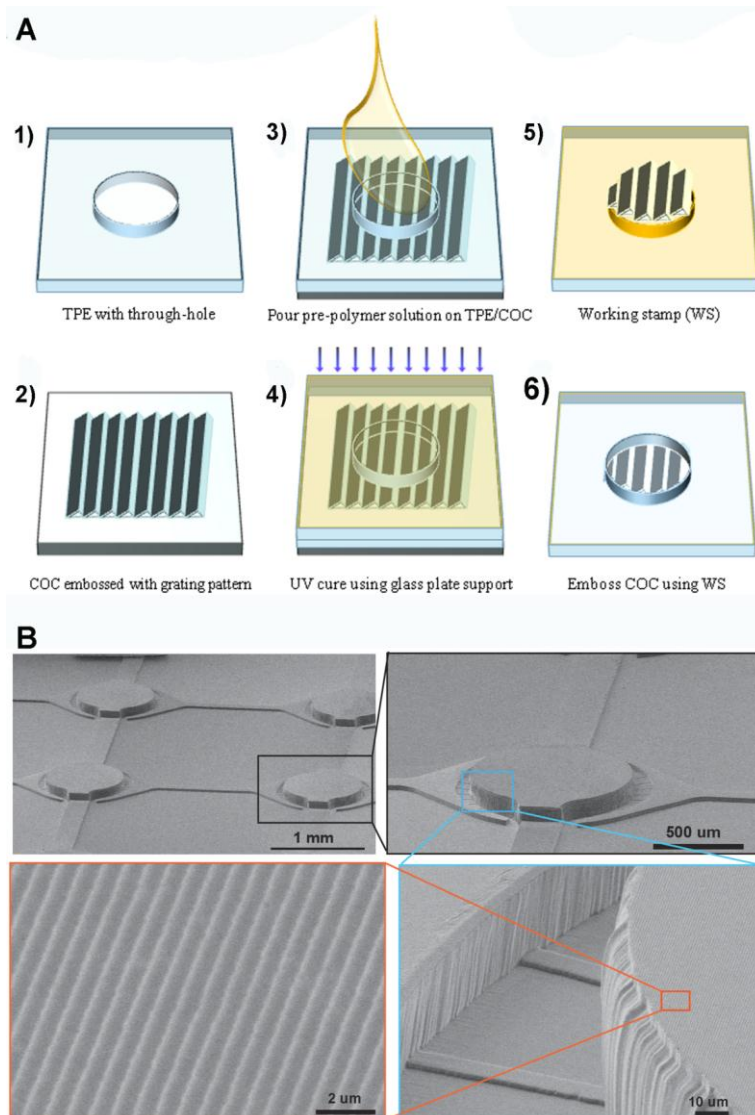 A
1)
3)
5)
TPE with through-hole
Pour pre-polymer solution on TPE/COC
Working stamp (WS)
2)
4)
6)
COC embossed with grating pattern
UV cure using glass plate support
Emboss COC using WS
B
1 mm
500 um
2 um
10 um